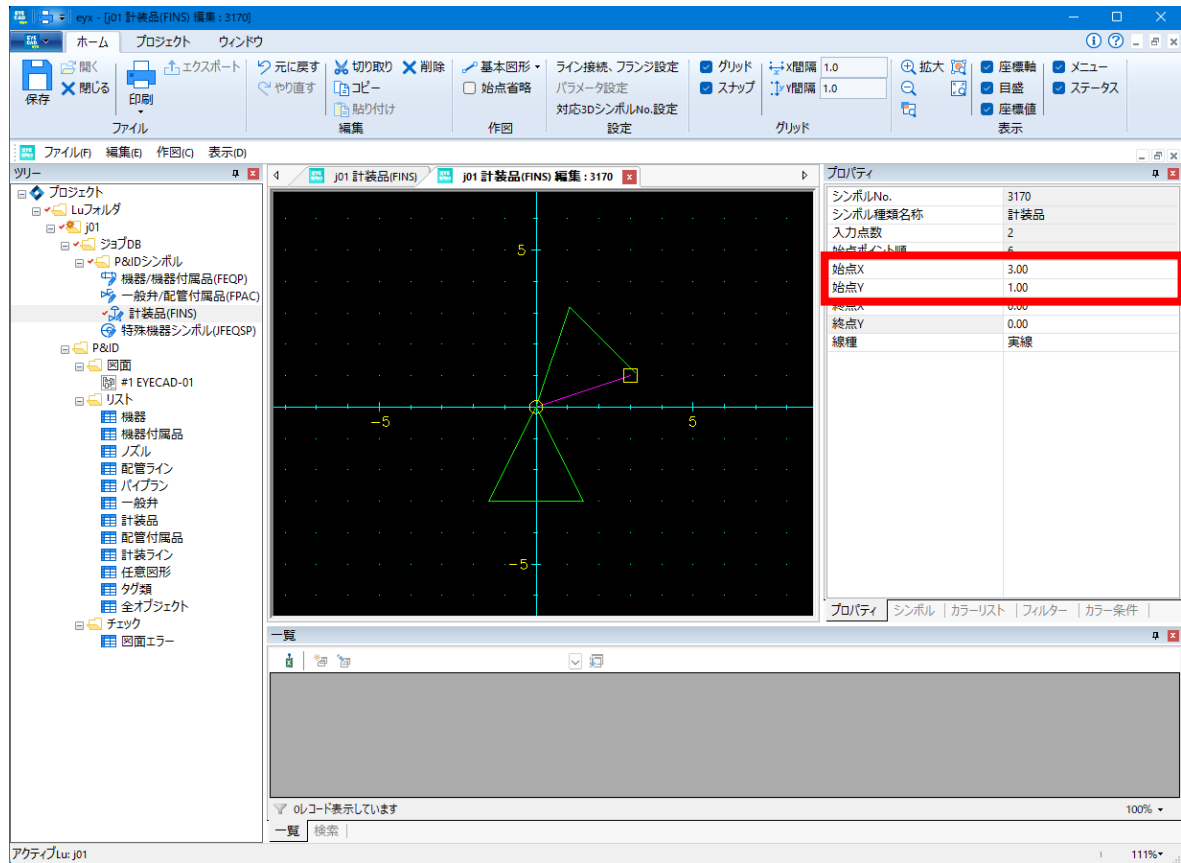 eyx - [j01 計装品(FINS) 編集 : 3170]
ホーム プロジェクト ウィンドウ
開く
閉じる
保存
印刷
エクスポート
ファイル
元に戻す
やり直す
切り取り
削除
コピー
貼り付け
編集
基本図形
始点省略
作図
ライン接続、フランジ設定
パラメータ設定
対応3DシンボルNo.設定
設定
グリッド
スナップ
X間隔 1.0
Y間隔 1.0
グリッド
拡大
座標軸
目盛
座標値
メニュー
ステータス
表示
ファイル(F) 編集(E) 作図(C) 表示(D)
ツリー
プロジェクト
Luフォルダ
j01
ジョブDB
P&IDシンボル
機器/機器付属品(FEQP)
一般弁/配管付属品(FPAC)
計装品(FINS)
特殊機器シンボル(JFEQSP)
P&ID
図面
#1 EYECAD-01
リスト
機器
機器付属品
ノズル
配管ライン
パイプラン
一般弁
計装品
配管付属品
計装ライン
任意図形
タグ類
全オブジェクト
チェック
図面エラー
j01 計装品(FINS)
j01 計装品(FINS) 編集 : 3170
5
-5
5
-5
プロパティ
シンボルNo. 3170
シンボル種類名称 計装品
入力点数 2
始点ポイント順 6
始点X 3.00
始点Y 1.00
終点X 0.00
終点Y 0.00
線種 実線
プロパティ シンボル カラーリスト フィルター カラー条件
一覧
0レコード表示しています
100%
一覧 検索
アクティブLu: j01
111%